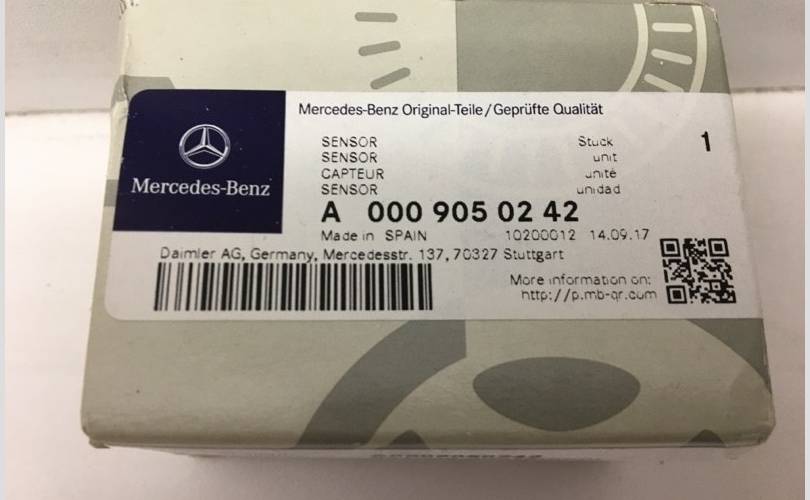 Mercedes-Benz
Mercedes-Benz Original-Teile/Geprüfte Qualität
SENSOR Stuck 1
SENSOR unit
CAPTEUR unité
SENSOR unidad
A 000 905 02 42
Made in SPAIN 10200012 14.09.17
Daimler AG, Germany, Mercedesstr. 137, 70327 Stuttgart
More information on:
http://p.mb-qr.com